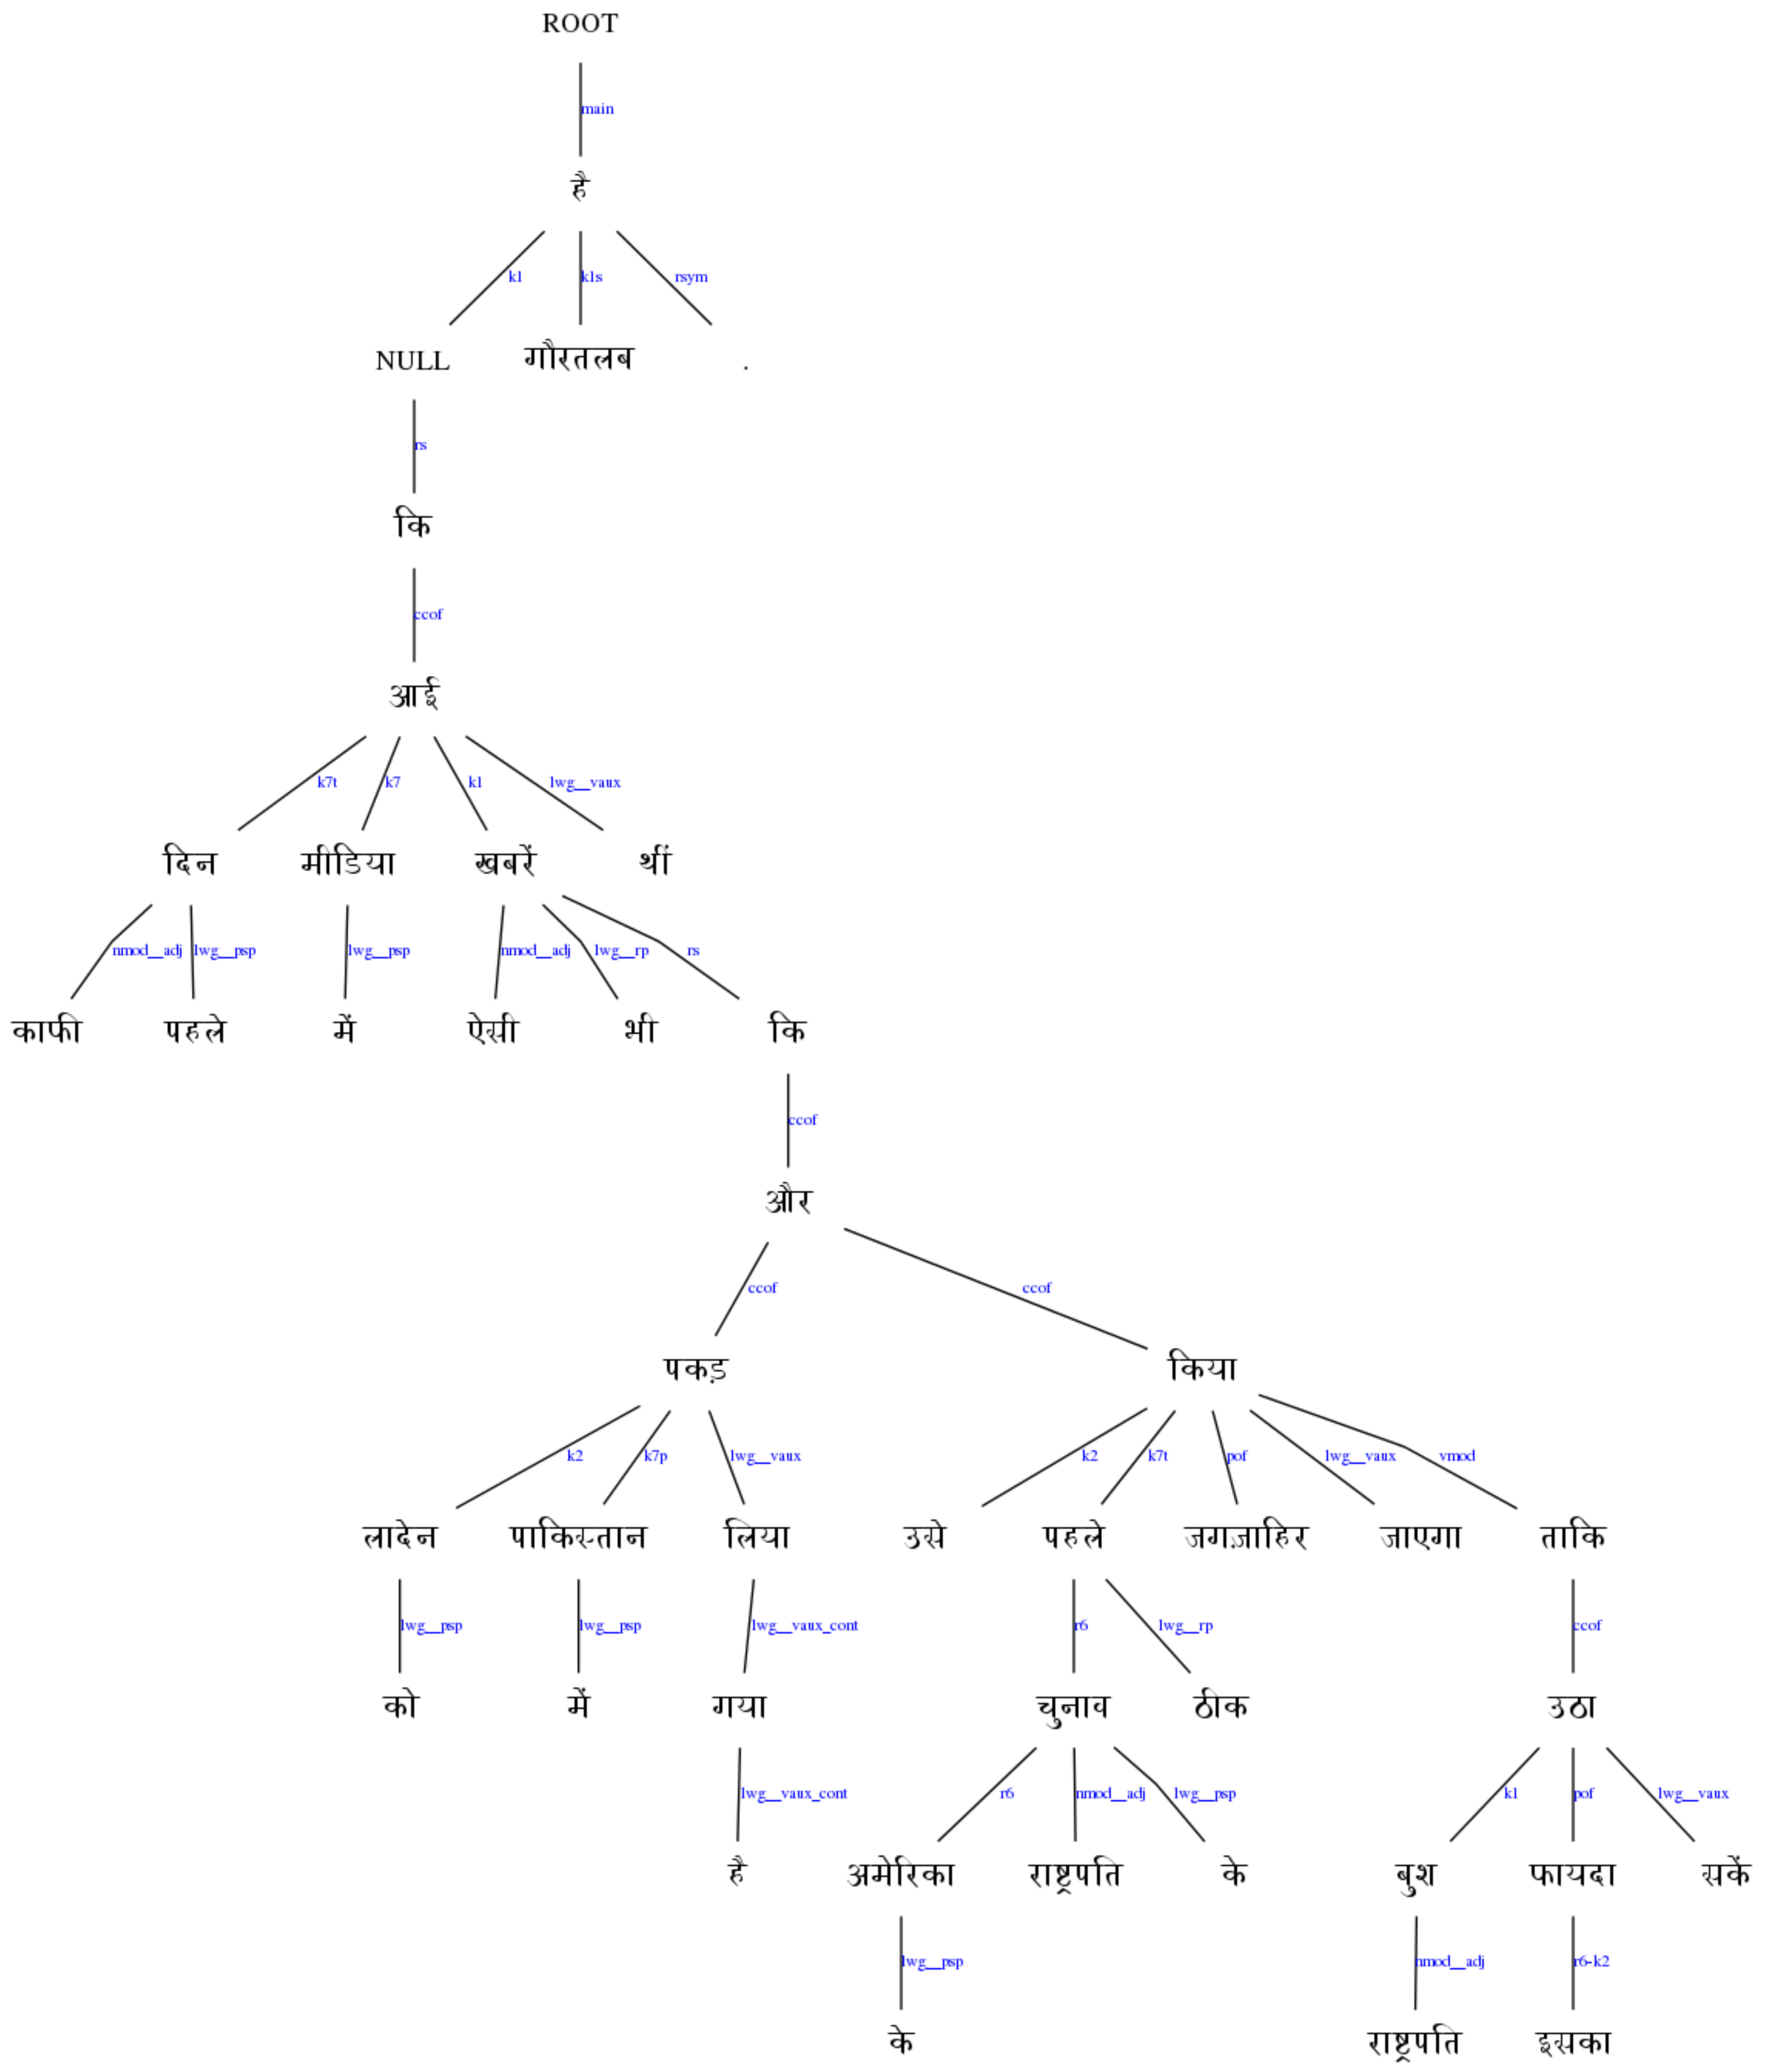 ROOT
main
है
k1 k1s rsym
NULL गौरतलब .
rs
कि
ccof
आई
k7t k7 k1 lwg__vaux
दिन मीडिया खबरें थीं
nmod__adj lwg__psp lwg__psp nmod__adj lwg__rp rs
काफी पहले में ऐसी भी कि
ccof
और
ccof ccof
पकड़ किया
k2 k7p lwg__vaux k2 k7t pof lwg__vaux vmod
लादेन पाकिस्तान लिया उसे पहले जगज़ाहिर जाएगा ताकि
lwg__psp lwg__psp lwg__vaux_cont r6 lwg__rp ccof
को में गया चुनाव ठीक उठा
lwg__vaux_cont r6 nmod__adj lwg__psp k1 pof lwg__vaux
है अमेरिका राष्ट्रपति के बुश फायदा सकें
lwg__psp nmod__adj r6-k2
के राष्ट्रपति इसका